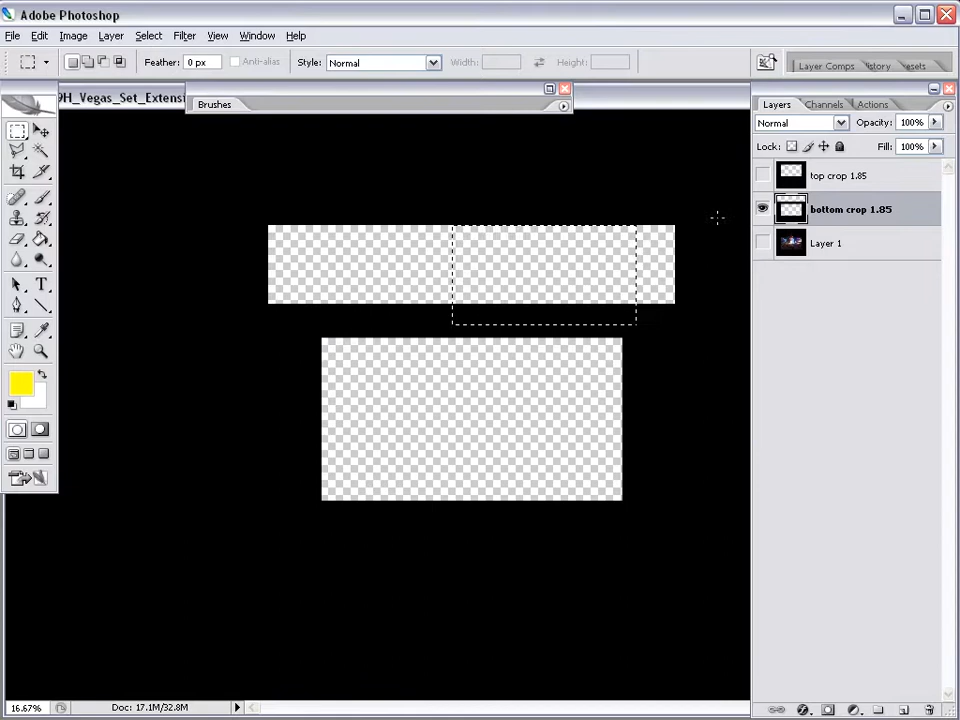 Adobe Photoshop
File Edit Image Layer Select Filter View Window Help
Feather: 0 px Anti-alias Style: Normal Width: Height: Layer Comps History
9H_Vegas_Set_Extensi
Brushes
Layers Channels Actions
Normal Opacity: 100%
Lock: Fill: 100%
top crop 1.85
bottom crop 1.85
Layer 1
T
16.67% Doc: 17.1M/32.8M